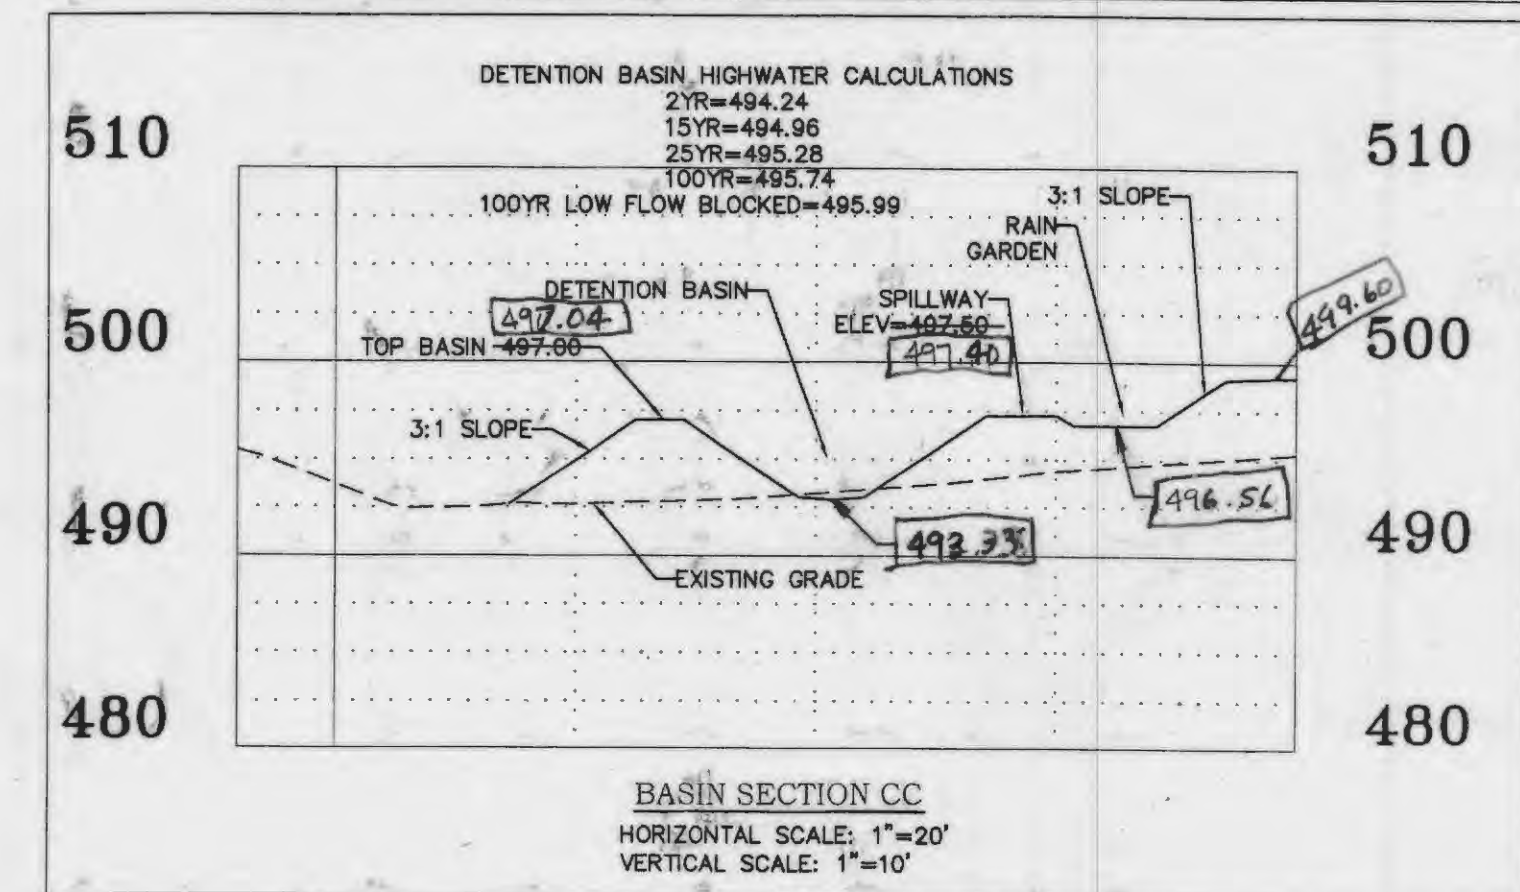 DETENTION BASIN HIGHWATER CALCULATIONS
2YR=494.24
15YR=494.96
25YR=495.28
100YR=495.74
100YR LOW FLOW BLOCKED=495.99
510
510
3:1 SLOPE
RAIN
GARDEN
DETENTION BASIN
497.04
TOP BASIN 497.00
SPILLWAY
ELEV=497.50
497.40
499.60
500
500
3:1 SLOPE
496.56
490
490
EXISTING GRADE
480
480
BASIN SECTION CC
HORIZONTAL SCALE: 1"=20'
VERTICAL SCALE: 1"=10'